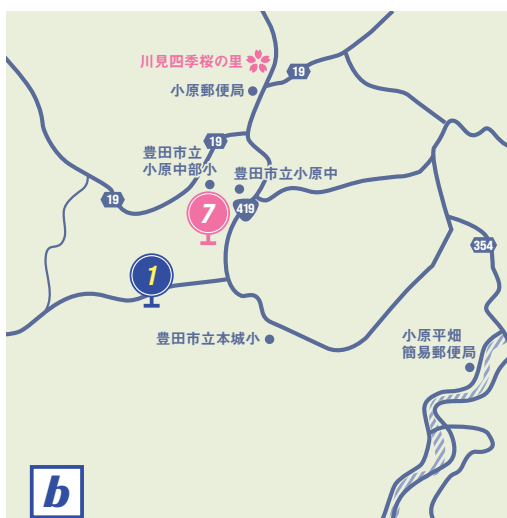 川見四季桜の里
19
小原郵便局
19
豊田市立
小原中部小
豊田市立小原中
19
419
7
354
1
豊田市立本城小
小原平畑
簡易郵便局
b